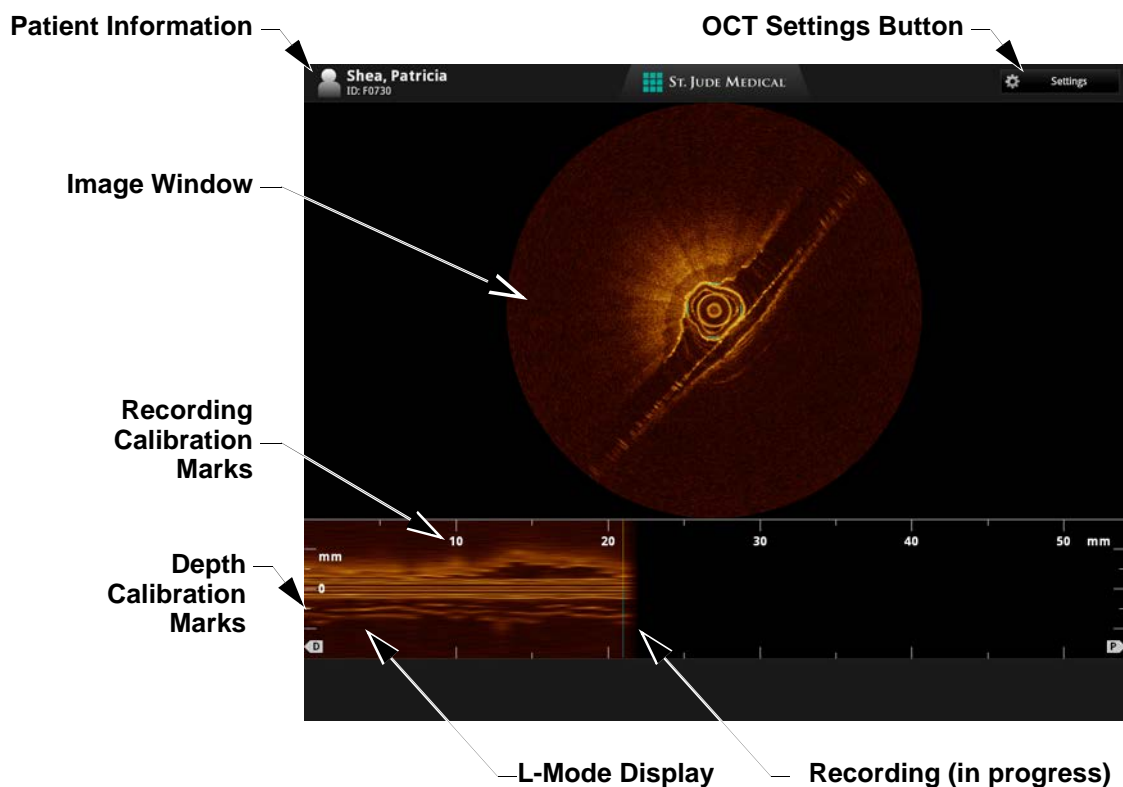 Patient Information
OCT Settings Button
Shea, Patricia
ID: F0730
ST. JUDE MEDICAL
Settings
Image Window
Recording
Calibration
Marks
10 20 30 40 50 mm
mm
0
Depth
Calibration
Marks
D P
L-Mode Display
Recording (in progress)